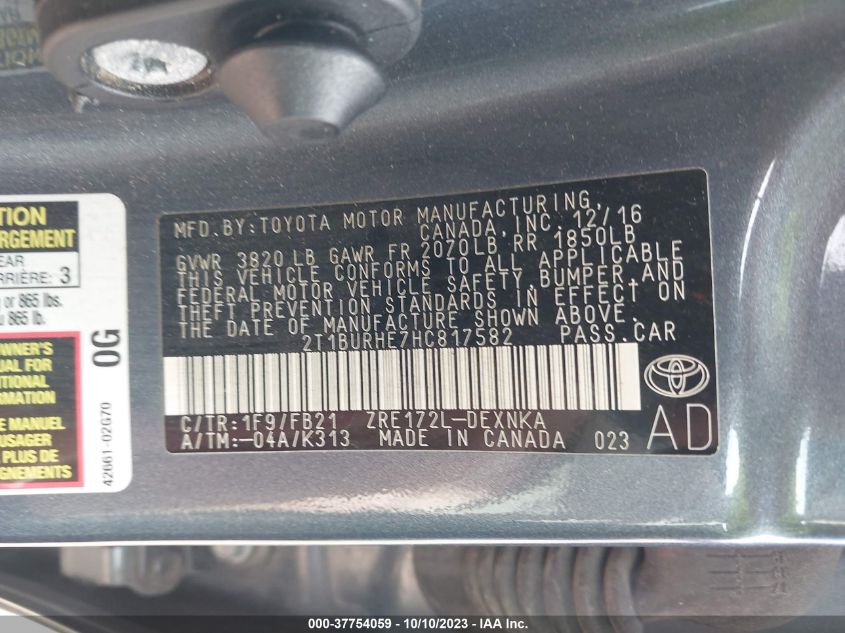 MFD. BY: TOYOTA MOTOR MANUFACTURING,
CANADA, INC. 12/16
GVWR 3820 LB GAWR FR 2070LB RR 1850LB
THIS VEHICLE CONFORMS TO ALL APPLICABLE
FEDERAL MOTOR VEHICLE SAFETY, BUMPER AND
THEFT PREVENTION STANDARDS IN EFFECT ON
THE DATE OF MANUFACTURE SHOWN ABOVE.
2T1BURHE7HC817582 PASS. CAR
C/TR: 1F9/FB21 ZRE172L-DEXNKA
A/TM: -04A/K313 MADE IN CANADA 023
AD
TION
RGEMENT
EAR
RRIÈRE: 3
g or 865 lbs.
u 865 lb.
OWNER'S
UAL FOR
ITIONAL
RMATION
E MANUEL
USAGER
PLUS DE
GNEMENTS
0G
42661-02G70
000-37754059 - 10/10/2023 - IAA Inc.